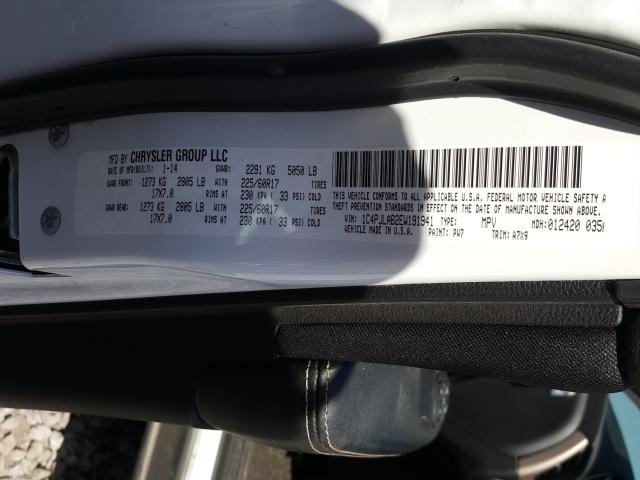 MFD BY CHRYSLER GROUP LLC
DATE OF MFR(BUILT): 1-14 GVWR: 2291 KG 5050 LB
GAWR FRONT: 1273 KG 2805 LB WITH 225/60R17 TIRES
17X7.0 RIMS AT 230 KPA ( 33 PSI) COLD
GAWR REAR: 1273 KG 2805 LB WITH 225/60R17 TIRES
17X7.0 RIMS AT 230 KPA ( 33 PSI) COLD
THIS VEHICLE CONFORMS TO ALL APPLICABLE U.S.A. FEDERAL MOTOR VEHICLE SAFETY A
THEFT PREVENTION STANDARDS IN EFFECT ON THE DATE OF MANUFACTURE SHOWN ABOVE.
VIN: 1C4PJLAB2EW191941 TYPE: MPV MDH: 012420 035
VEHICLE MADE IN U.S.A. PAINT: PW7 TRIM: A7X9